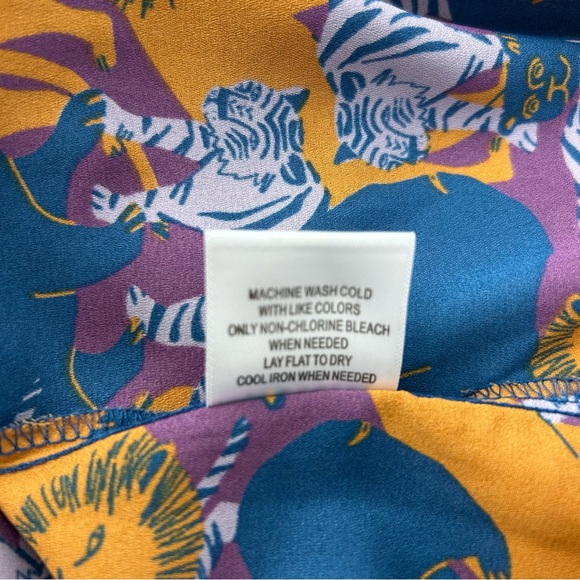 MACHINE WASH COLD
WITH LIKE COLORS
ONLY NON-CHLORINE BLEACH
WHEN NEEDED
LAY FLAT TO DRY
COOL IRON WHEN NEEDED